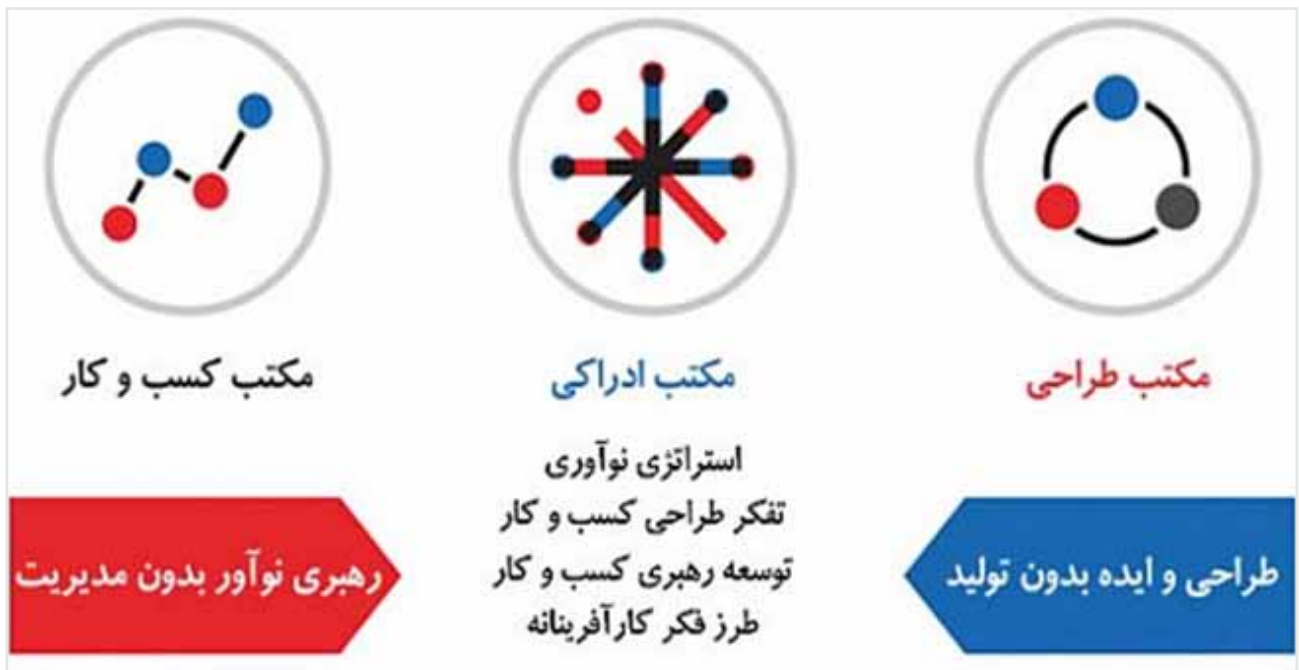 مکتب طراحی
مکتب ادراکی
مکتب کسب و کار
استراتژی نوآوری
تفکر طراحی کسب و کار
توسعه رهبری کسب و کار
طرز فکر کارآفرینانه
طراحی و ایده بدون تولید
رهبری نوآور بدون مدیریت